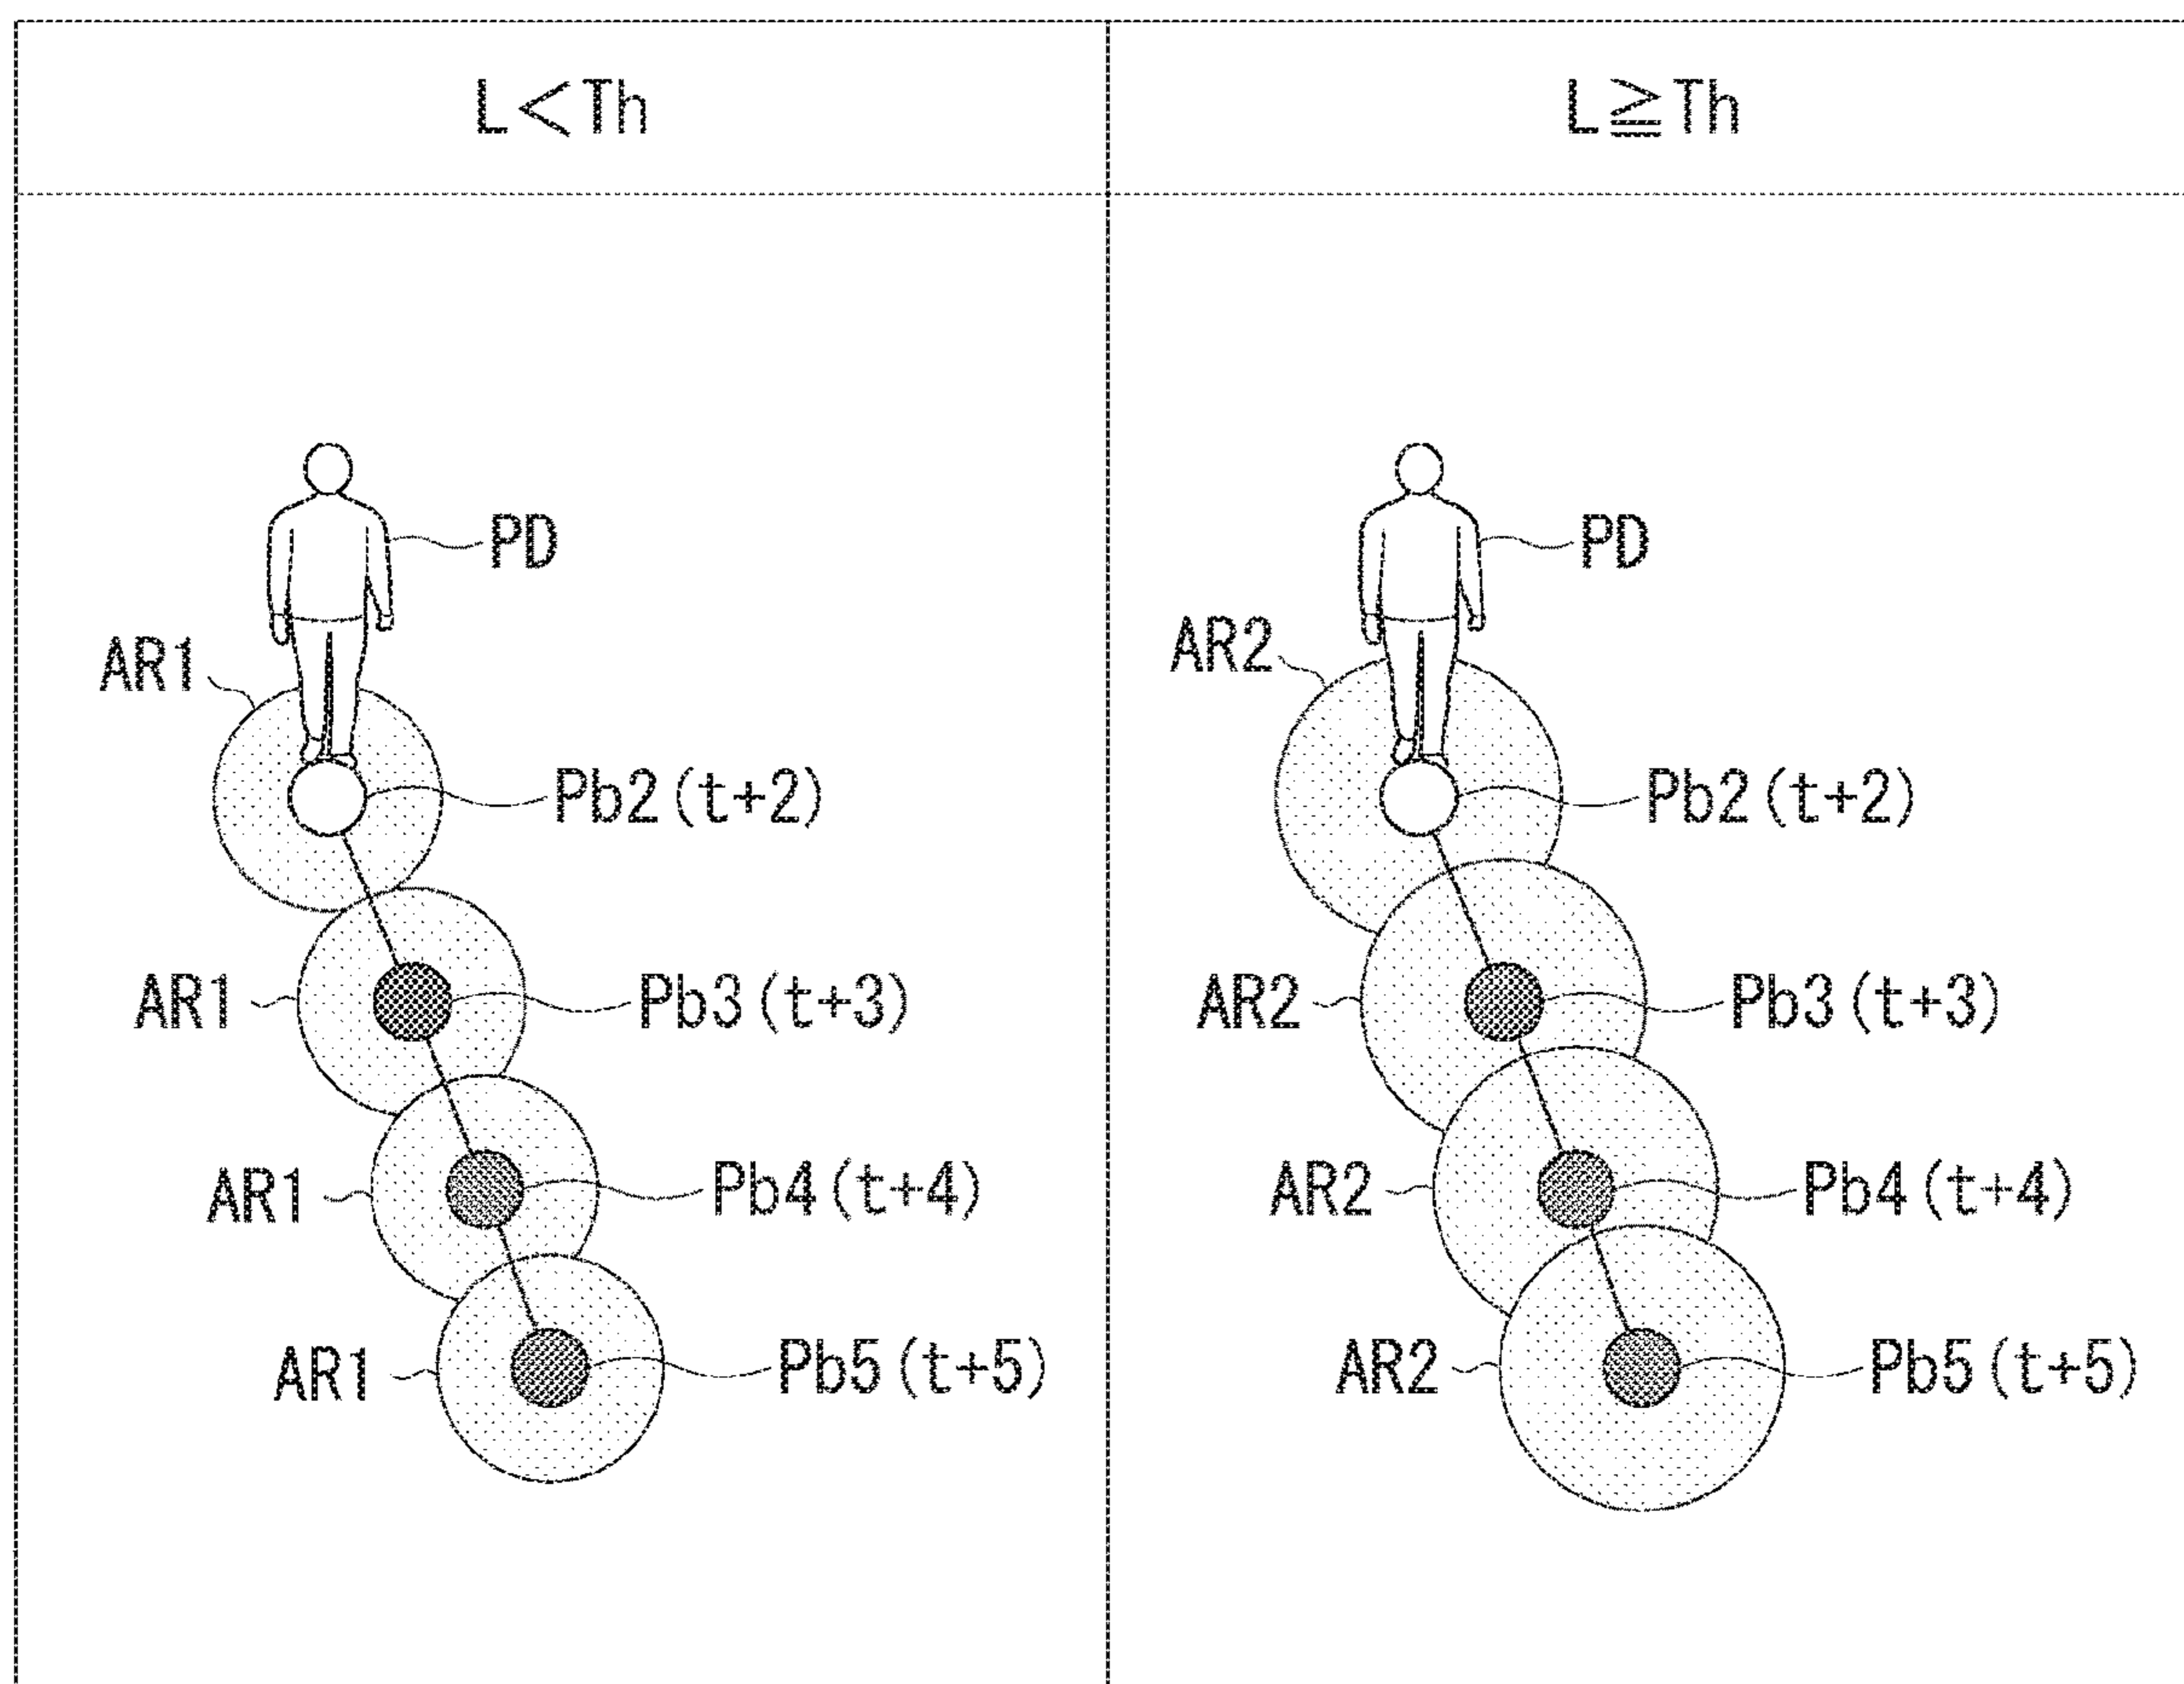 L<Th
L≧Th
PD
AR1
Pb2(t+2)
AR1
Pb3(t+3)
AR1
Pb4(t+4)
AR1
Pb5(t+5)
PD
AR2
Pb2(t+2)
AR2
Pb3(t+3)
AR2
Pb4(t+4)
AR2
Pb5(t+5)